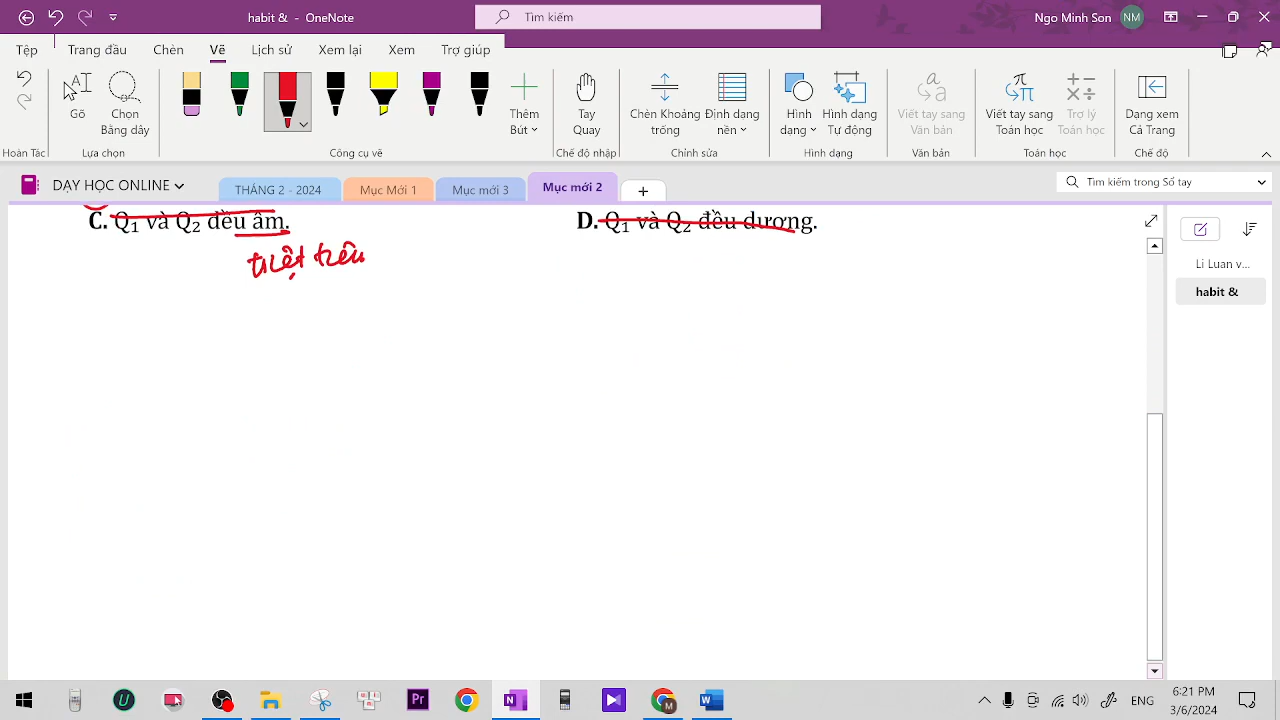 habit & - OneNote
Tìm kiếm
Ngo Minh Son
NM
Tệp
Trang đầu
Chèn
Vẽ
Lịch sử
Xem lại
Xem
Trợ giúp
Gõ
Chọn
Bằng dáy
Thêm
Bút
Tay
Quay
Chèn Khoảng
trống
Định dạng
nền
Hình
dạng
Hình dạng
Tự động
Viết tay sang
Văn bản
Viết tay sang
Toán học
Trợ lý
Toán học
Dạng xem
Cả Trang
Hoàn Tác
Lựa chọn
Công cụ vẽ
Chế độ nhập
Chỉnh sửa
Hình dạng
Văn bản
Toán học
Chế độ
DẠY HỌC ONLINE
THÁNG 2 - 2024
Mục Mới 1
Mục mới 3
Mục mới 2
+
Tìm kiếm trong Sổ tay
C. Q₁ và Q₂ đều âm.
D. Q₁ và Q₂ đều dương.
triệt tiêu
Li Luan v...
habit &
6:21 PM
3/6/2024
ENG